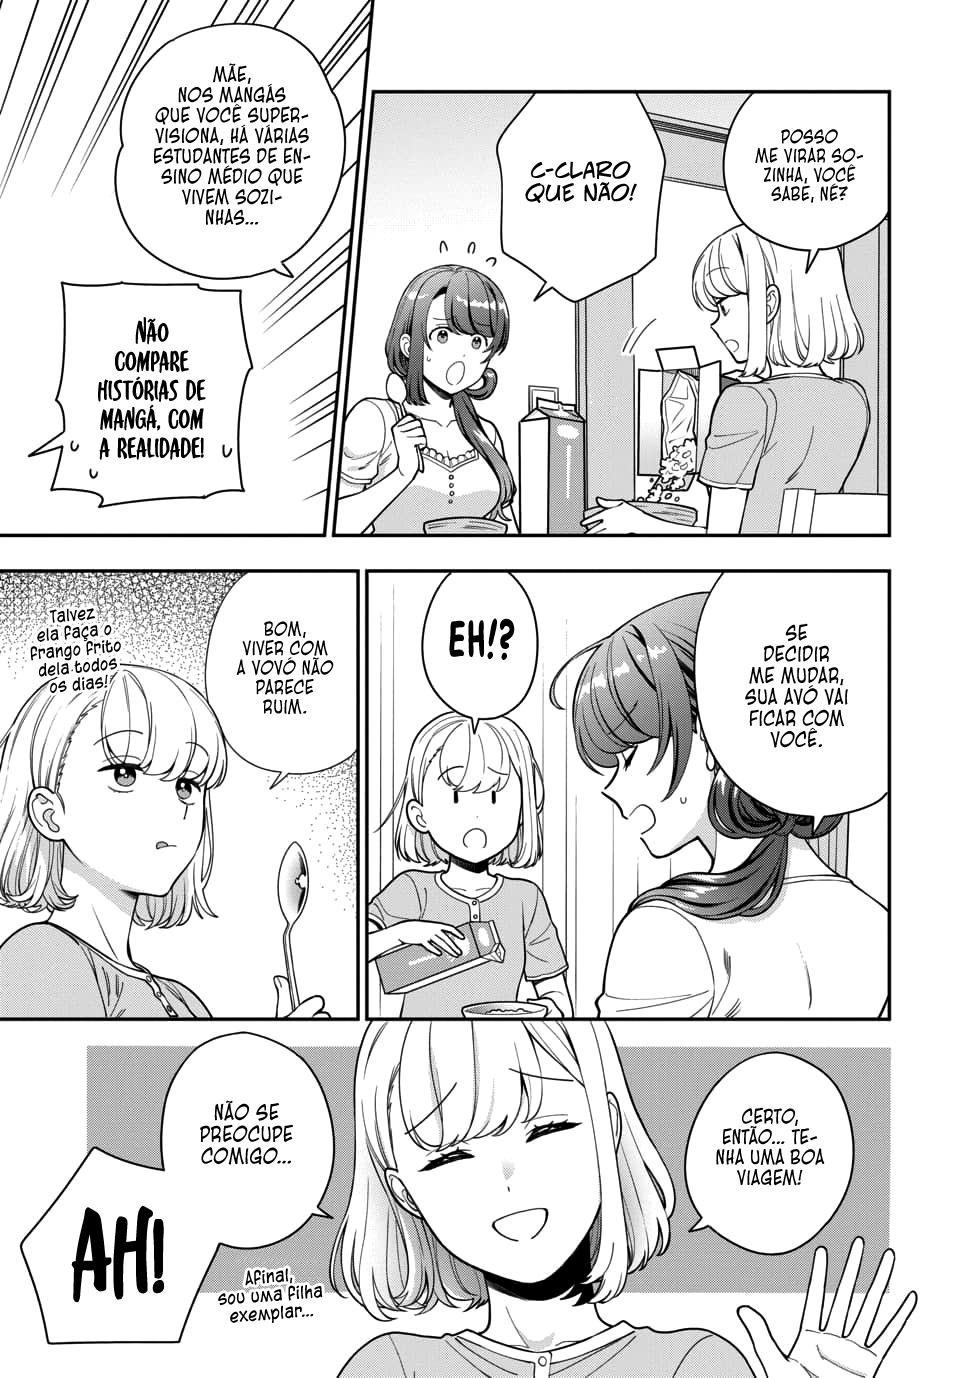 POSSO
ME VIRAR SO-
ZINHA, VOCÊ
SABE, NÉ?
C-CLARO
QUE NÃO!
MÃE,
NOS MANGÁS
QUE VOCÊ SUPER-
VISIONA, HÁ VÁRIAS
ESTUDANTES DE EN-
SINO MÉDIO QUE
VIVEM SOZI-
NHAS...
NÃO
COMPARE
HISTÓRIAS DE
MANGÁ, COM
A REALIDADE!
SE
DECIDIR
ME MUDAR,
SUA AVÓ VAI
FICAR COM
VOCÊ.
EH!?
BOM,
VIVER COM
A VOVÓ NÃO
PARECE
RUIM.
Talvez
ela faça o
frango frito
dela todos
os dias!
CERTO,
ENTÃO... TE-
NHA UMA BOA
VIAGEM!
NÃO SE
PREOCUPE
COMIGO...
Afinal,
sou uma filha
exemplar...
AH!